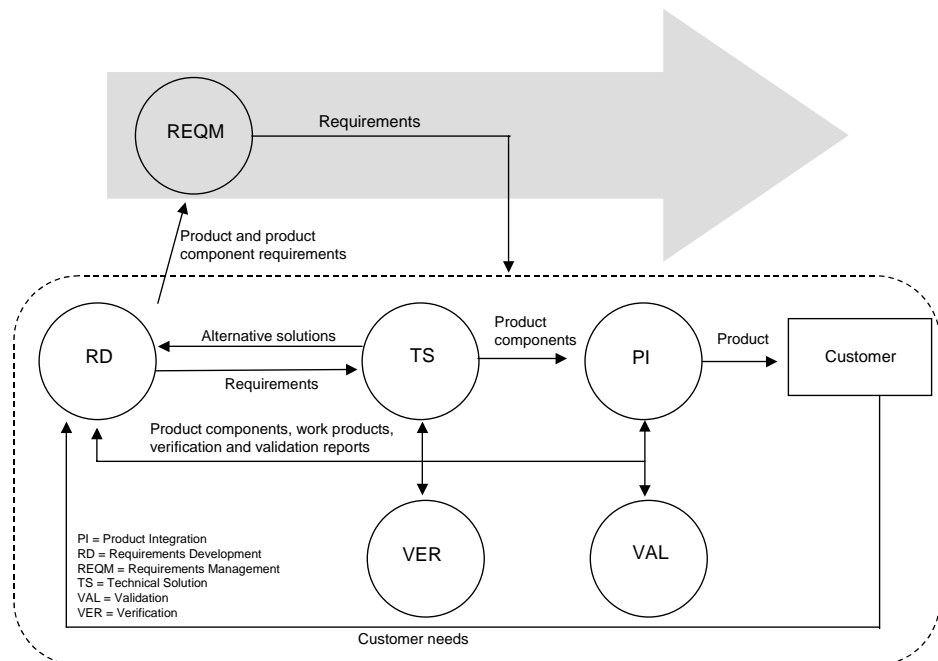 REQM
Requirements
Product and product
component requirements
RD
Alternative solutions
Requirements
TS
Product
components
PI
Product
Customer
Product components, work products,
verification and validation reports
VER
VAL
PI = Product Integration
RD = Requirements Development
REQM = Requirements Management
TS = Technical Solution
VAL = Validation
VER = Verification
Customer needs